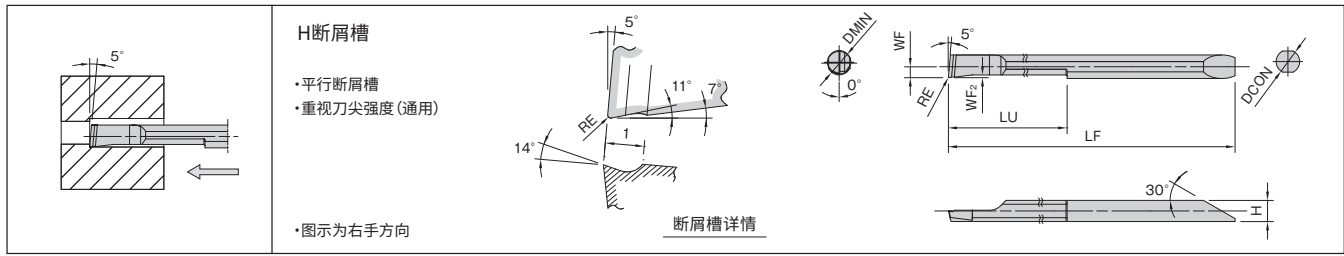 5°
H断屑槽
•平行断屑槽
•重视刀尖强度(通用)
•图示为右手方向
5°
11°
7°
RE
1
14°
断屑槽详情
DMIN
0°
WF
5°
RE
WF2
LU
LF
DCON
30°
H